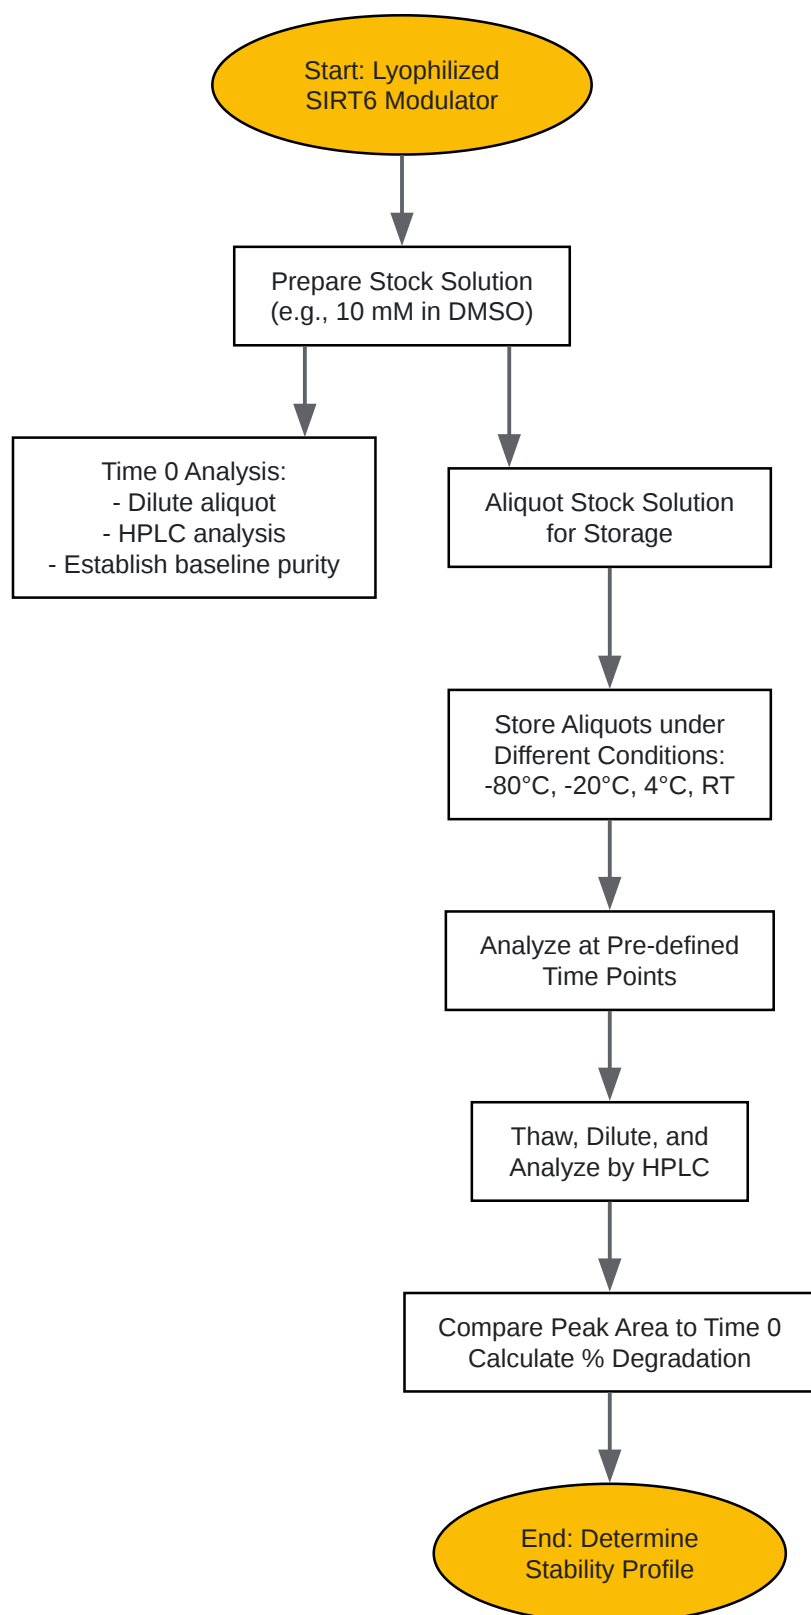 Start: Lyophilized
SIRT6 Modulator
Prepare Stock Solution
(e.g., 10 mM in DMSO)
Time 0 Analysis:
- Dilute aliquot
- HPLC analysis
- Establish baseline purity
Aliquot Stock Solution
for Storage
Store Aliquots under
Different Conditions:
-80°C, -20°C, 4°C, RT
Analyze at Pre-defined
Time Points
Thaw, Dilute, and
Analyze by HPLC
Compare Peak Area to Time 0
Calculate % Degradation
End: Determine
Stability Profile